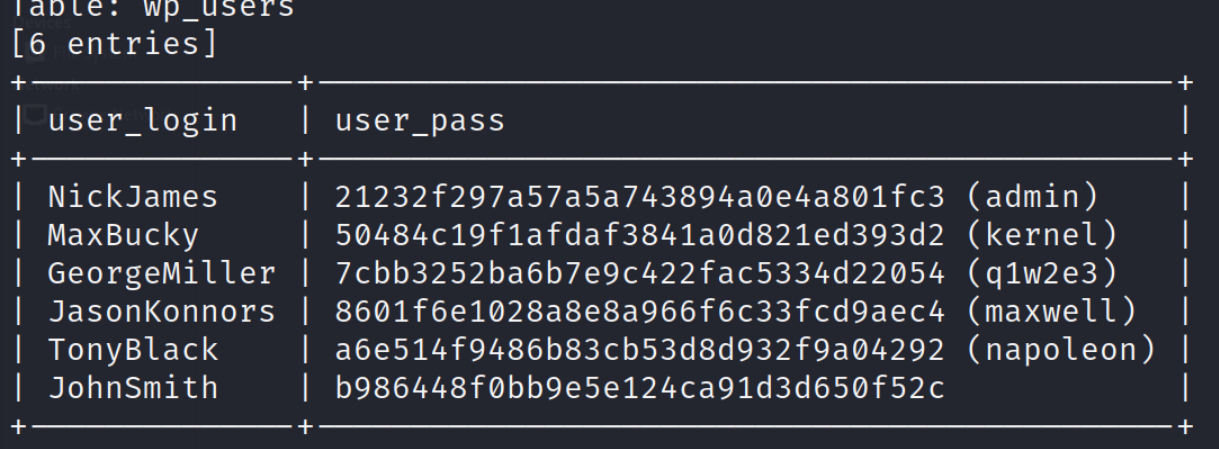 Table: wp_users
[6 entries]
+---------------+--------------------------------------------------+
| user_login | user_pass |
+---------------+--------------------------------------------------+
| NickJames | 21232f297a57a5a743894a0e4a801fc3 (admin) |
| MaxBucky | 50484c19f1afdaf3841a0d821ed393d2 (kernel) |
| GeorgeMiller | 7cbb3252ba6b7e9c422fac5334d22054 (q1w2e3) |
| JasonKonnors | 8601f6e1028a8e8a966f6c33fcd9aec4 (maxwell) |
| TonyBlack | a6e514f9486b83cb53d8d932f9a04292 (napoleon) |
| JohnSmith | b986448f0bb9e5e124ca91d3d650f52c |
+---------------+--------------------------------------------------+